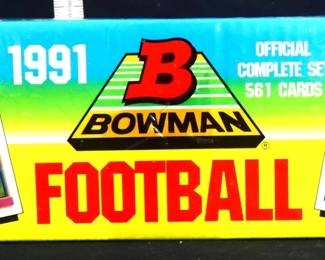 1991
B
BOWMAN
®
OFFICIAL
COMPLETE SET
561 CARDS
FOOTBALL